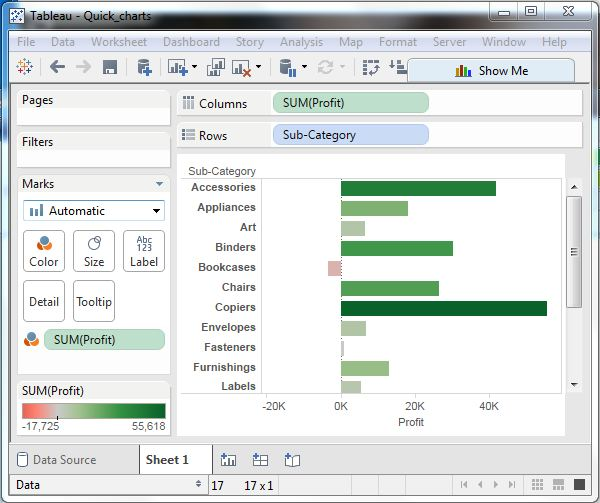 Tableau - Quick_charts
File Data Worksheet Dashboard Story Analysis Map Format Server Window Help
Show Me
Pages
Columns SUM(Profit)
Filters
Rows Sub-Category
Marks
Automatic
Color Size Abc 123 Label
Detail Tooltip
SUM(Profit)
SUM(Profit)
-17,725 55,618
Sub-Category
Accessories
Appliances
Art
Binders
Bookcases
Chairs
Copiers
Envelopes
Fasteners
Furnishings
Labels
-20K 0K 40K
Profit
Data Source Sheet 1
Data 17 17 x 1